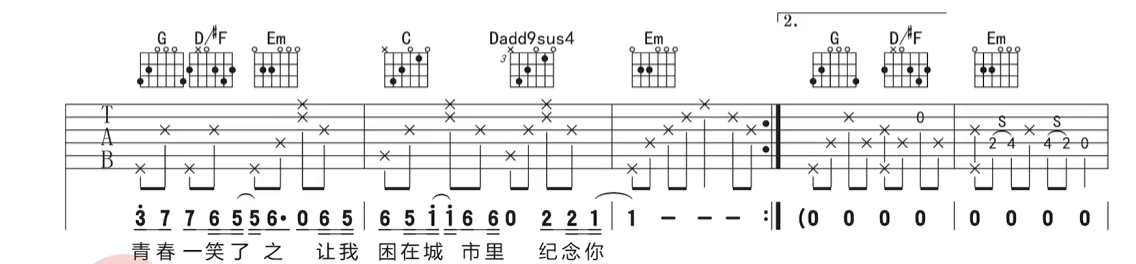 2.
G D/#F Em C Dadd9sus4 Em G D/#F Em
3
T
A
B
0
S S
2 4 4 2 0
3 7 7 6 5 5 6· 0 6 5 6 5 1 1 6 6 0 2 2 1 1 – – – :‖ (0 0 0 0 0 0 0 0
青春一笑了 之 让我 困在城 市里 纪念你